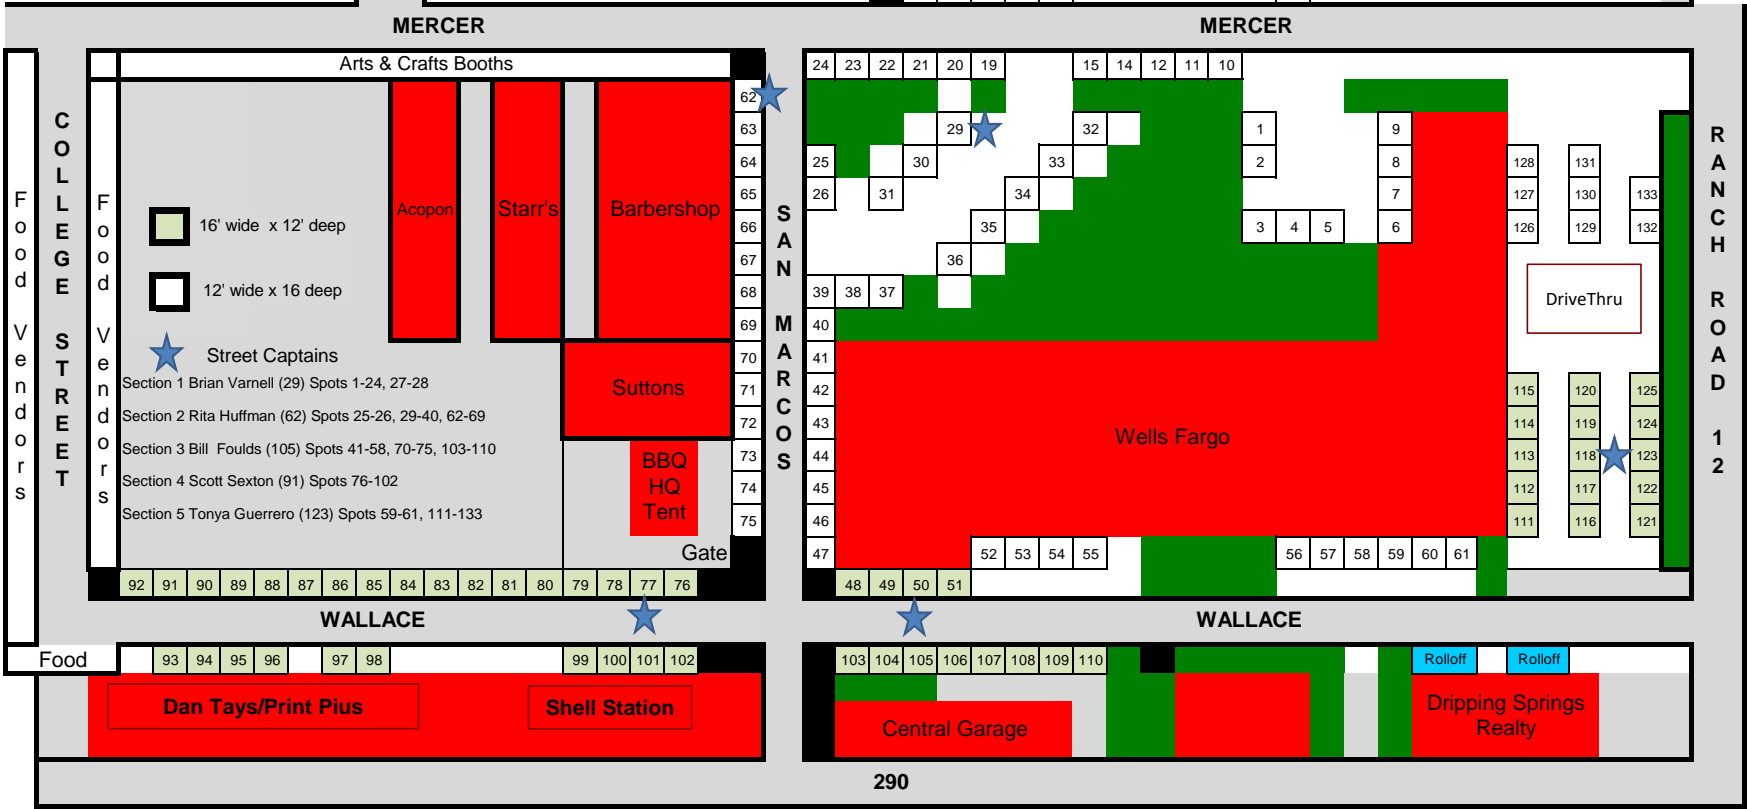 MERCER
MERCER
Arts & Crafts Booths
24 23 22 21 20 19 15 14 12 11 10
62
63
64
65
66
67
68
69
70
71
72
73
74
75
29 32 1 9
25 30 33 2 8 128 131
26 31 34 7 127 130 133
35 3 4 5 6 126 129 132
36
39 38 37
40
41
42
43
44
45
46
47
COLLEGE STREET
Food Vendors
Food Vendors
SAN MARCOS
RANCH ROAD 12
Acopon
Starr's
Barbershop
16' wide x 12' deep
12' wide x 16 deep
Street Captains
Section 1 Brian Varnell (29) Spots 1-24, 27-28
Section 2 Rita Huffman (62) Spots 25-26, 29-40, 62-69
Section 3 Bill Foulds (105) Spots 41-58, 70-75, 103-110
Section 4 Scott Sexton (91) Spots 76-102
Section 5 Tonya Guerrero (123) Spots 59-61, 111-133
Suttons
BBQ
HQ
Tent
Gate
Wells Fargo
DriveThru
115 120 125
114 119 124
113 118 123
112 117 122
111 116 121
52 53 54 55 56 57 58 59 60 61
92 91 90 89 88 87 86 85 84 83 82 81 80 79 78 77 76
48 49 50 51
WALLACE
WALLACE
Food
93 94 95 96 97 98 99 100 101 102
103 104 105 106 107 108 109 110
Rolloff
Rolloff
Dan Tays/Print Pius
Shell Station
Central Garage
Dripping Springs
Realty
290